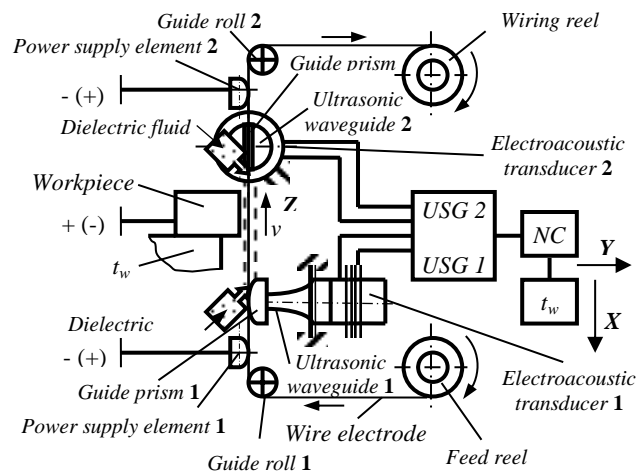 Guide roll 2
Wiring reel
Power supply element 2
Guide prism
- (+)
Ultrasonic
waveguide 2
Dielectric fluid
Electroacoustic
transducer 2
Workpiece
Z
v
+ (-)
USG 2
NC
Y
t_w
USG 1
t_w
X
Dielectric
- (+)
Ultrasonic
waveguide 1
Guide prism 1
Electroacoustic
transducer 1
Power supply element 1
Wire electrode
Guide roll 1
Feed reel